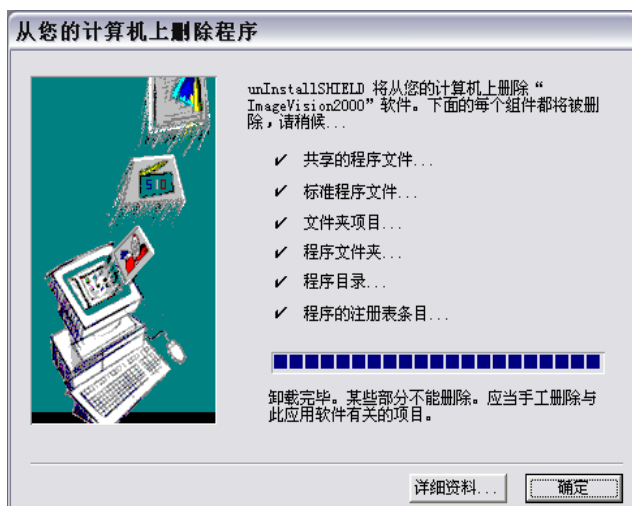 从您的计算机上删除程序
unInstallSHIELD 将从您的计算机上删除“
ImageVision2000”软件。下面的每个组件都将被删
除，请稍候...
✔ 共享的程序文件...
✔ 标准程序文件...
✔ 文件夹项目...
✔ 程序文件夹...
✔ 程序目录...
✔ 程序的注册表条目...
卸载完毕。某些部分不能删除。应当手工删除与
此应用软件有关的项目。
详细资料...
确定